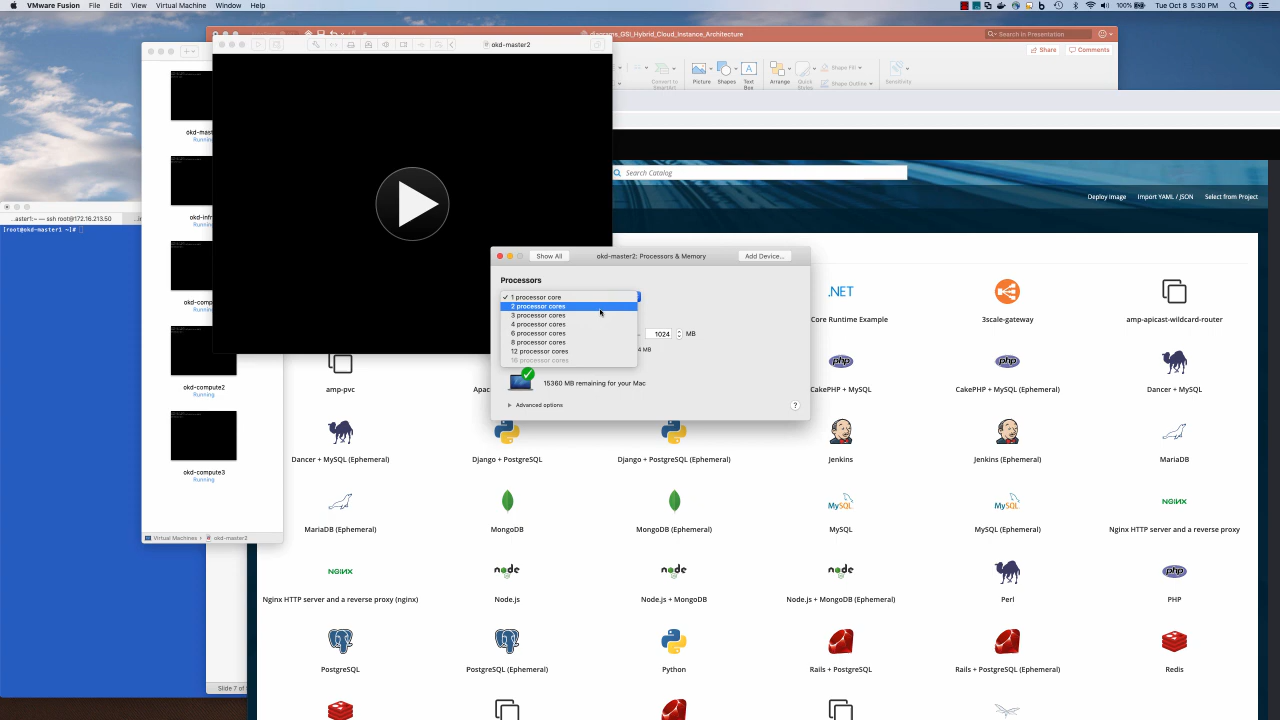 VMware Fusion File Edit View Virtual Machine Window Help
100% Tue Oct 8 5:30 PM
diagrams_GSI_Hybrid_Cloud_Instance_Architecture
Search in Presentation
Share Comments
Picture Shapes Text Box Arrange Quick Styles Shape Fill Shape Outline Sensitivity
Convert to SmartArt
okd-master2
okd-mast
Runnin
okd-infr
Runnin
okd-comp
Runnin
okd-compute2
Running
okd-compute3
Running
Virtual Machines okd-master2
...aster1:~ — ssh root@172.16.213.50
[root@okd-master1 ~]#
Slide 7 of
Search Catalog
Deploy Image Import YAML / JSON Select from Project
Show All okd-master2: Processors & Memory Add Device...
Processors
✓ 1 processor core
2 processor cores
3 processor cores
4 processor cores
6 processor cores
8 processor cores
12 processor cores
16 processor cores
1024 MB
4 MB
15360 MB remaining for your Mac
Advanced options
?
.NET
Core Runtime Example 3scale-gateway amp-apicast-wildcard-router
amp-pvc Apac CakePHP + MySQL CakePHP + MySQL (Ephemeral) Dancer + MySQL
Dancer + MySQL (Ephemeral) Django + PostgreSQL Django + PostgreSQL (Ephemeral) Jenkins Jenkins (Ephemeral) MariaDB
MariaDB (Ephemeral) MongoDB MongoDB (Ephemeral) MySQL MySQL (Ephemeral) Nginx HTTP server and a reverse proxy
Nginx HTTP server and a reverse proxy (nginx) Node.js Node.js + MongoDB Node.js + MongoDB (Ephemeral) Perl PHP
PostgreSQL PostgreSQL (Ephemeral) Python Rails + PostgreSQL Rails + PostgreSQL (Ephemeral) Redis